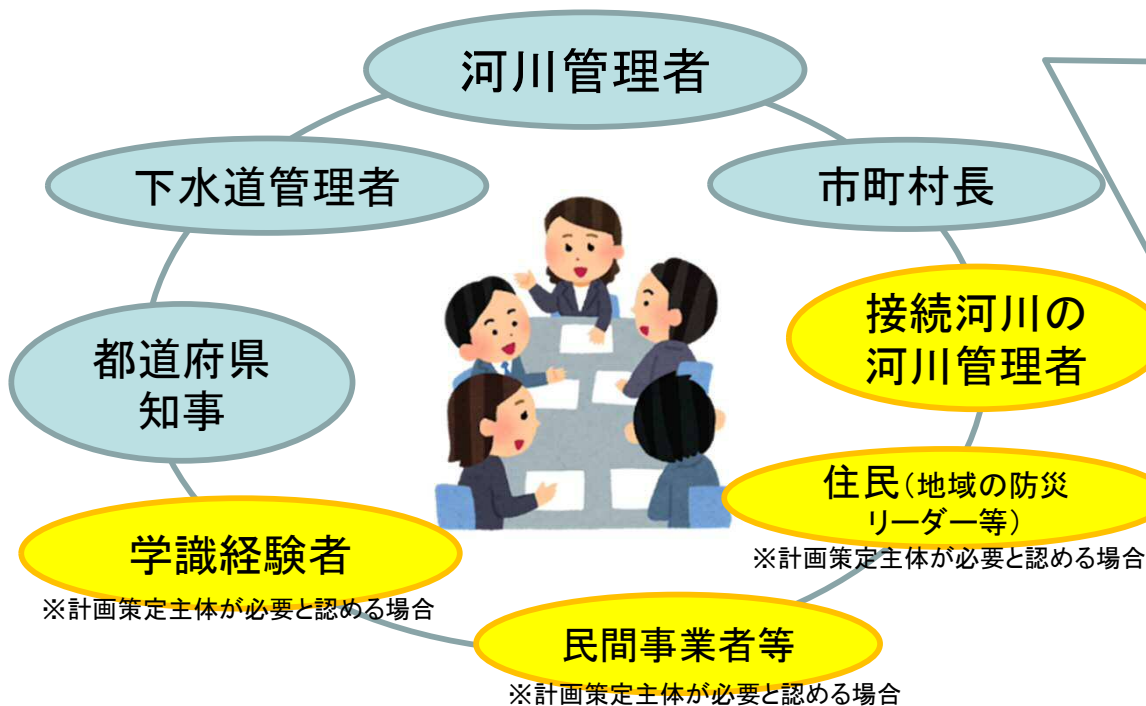 河川管理者
下水道管理者
市町村長
都道府県
知事
接続河川の
河川管理者
住民(地域の防災
リーダー等)
※計画策定主体が必要と認める場合
学識経験者
※計画策定主体が必要と認める場合
民間事業者等
※計画策定主体が必要と認める場合